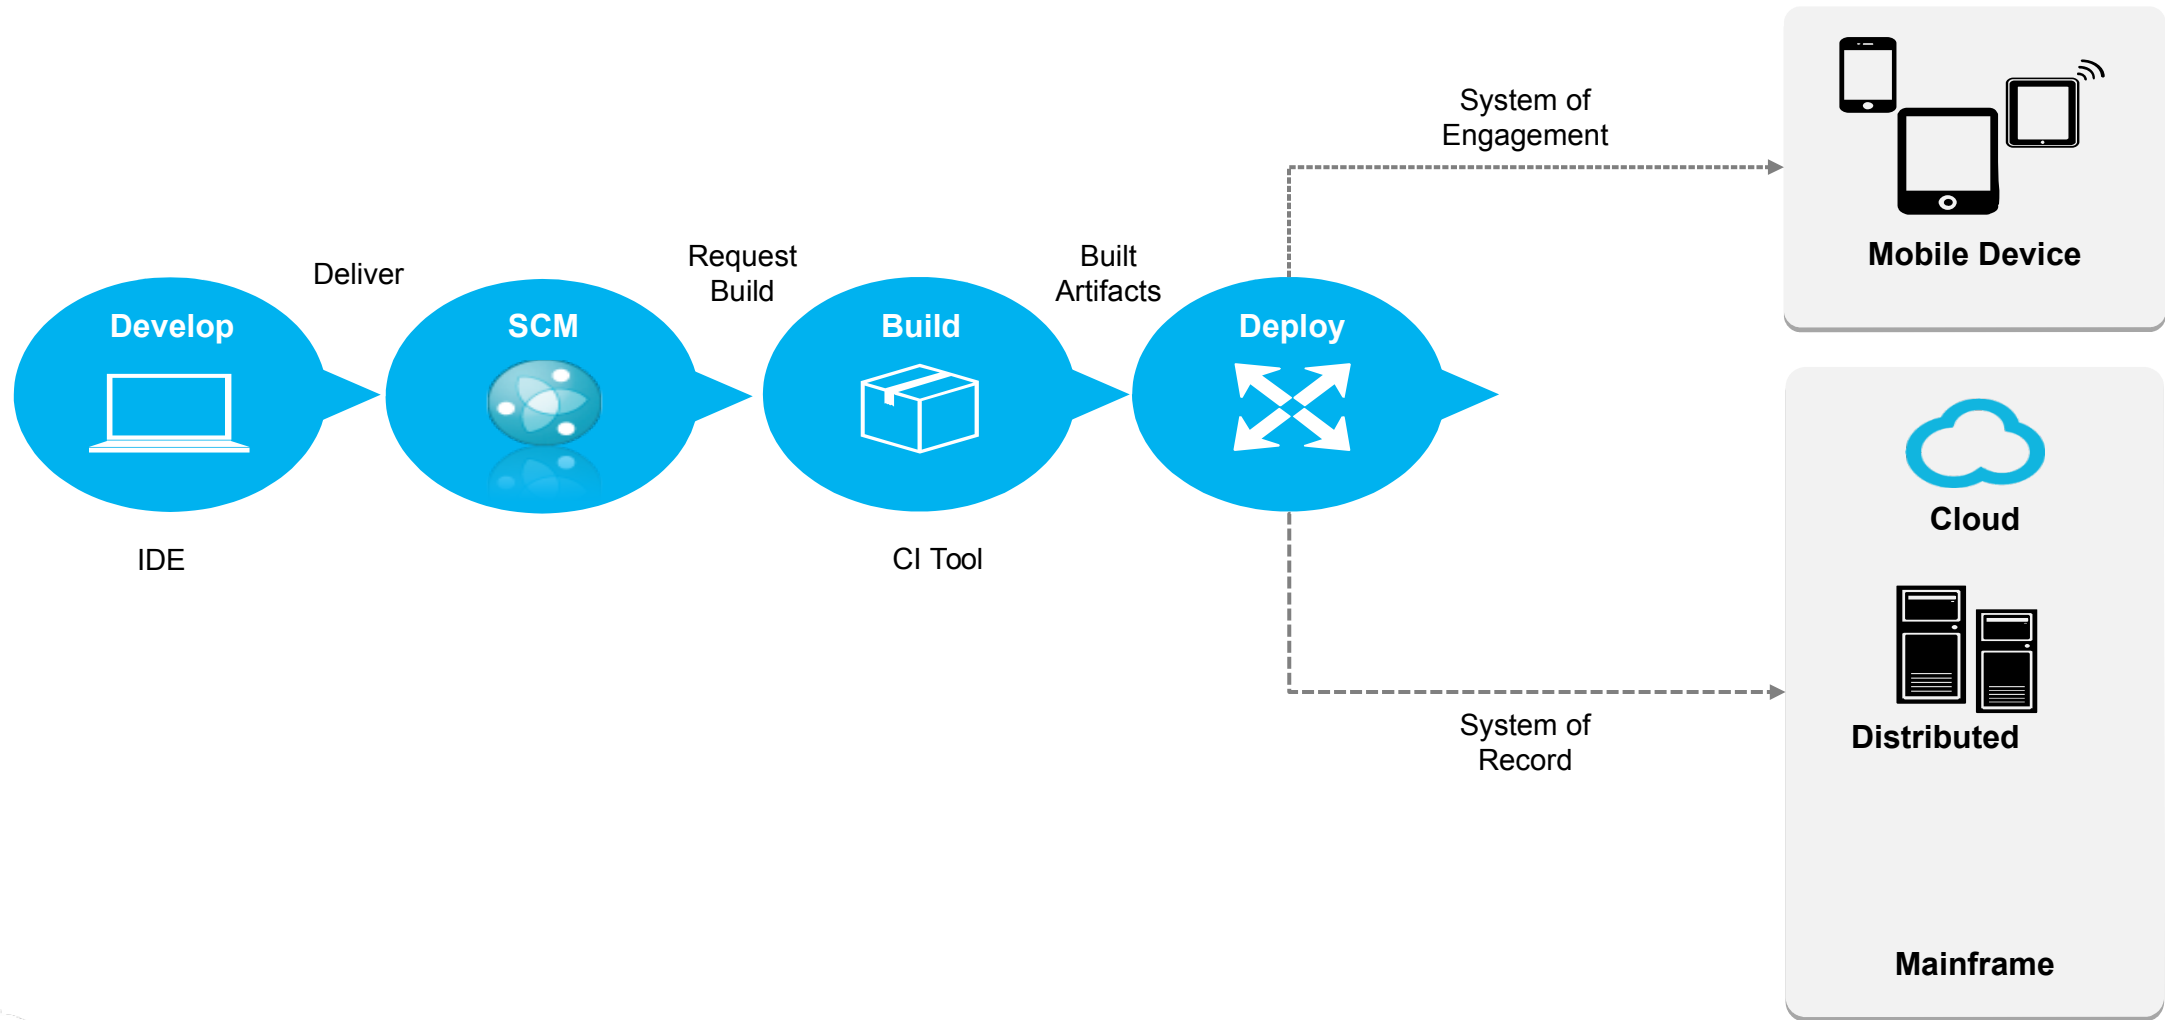 System of
Engagement
Mobile Device
Deliver
Request
Build
Built
Artifacts
Develop
SCM
Build
Deploy
Cloud
IDE
CI Tool
System of
Record
Distributed
Mainframe